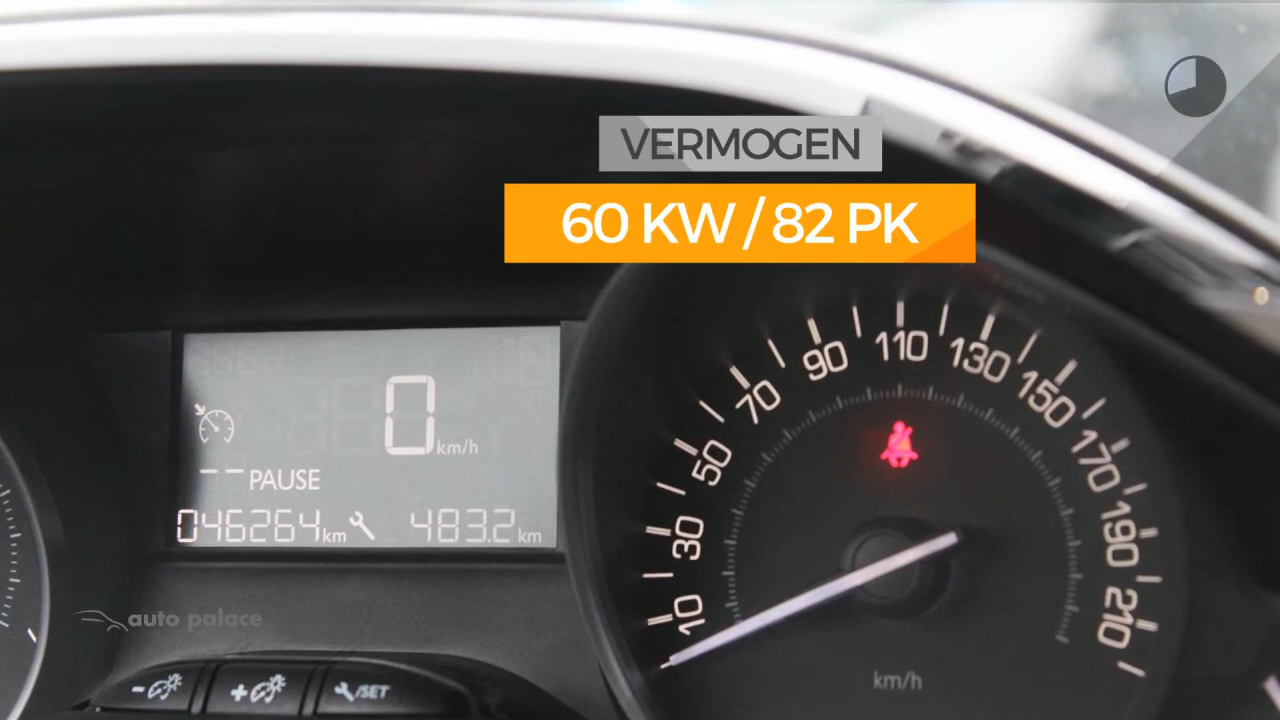 VERMOGEN
60 KW / 82 PK
0 km/h
-- PAUSE
046264 km 483.2 km
10 30 50 70 90 110 130 150 170 190 210
km/h
auto palace
- + /SET